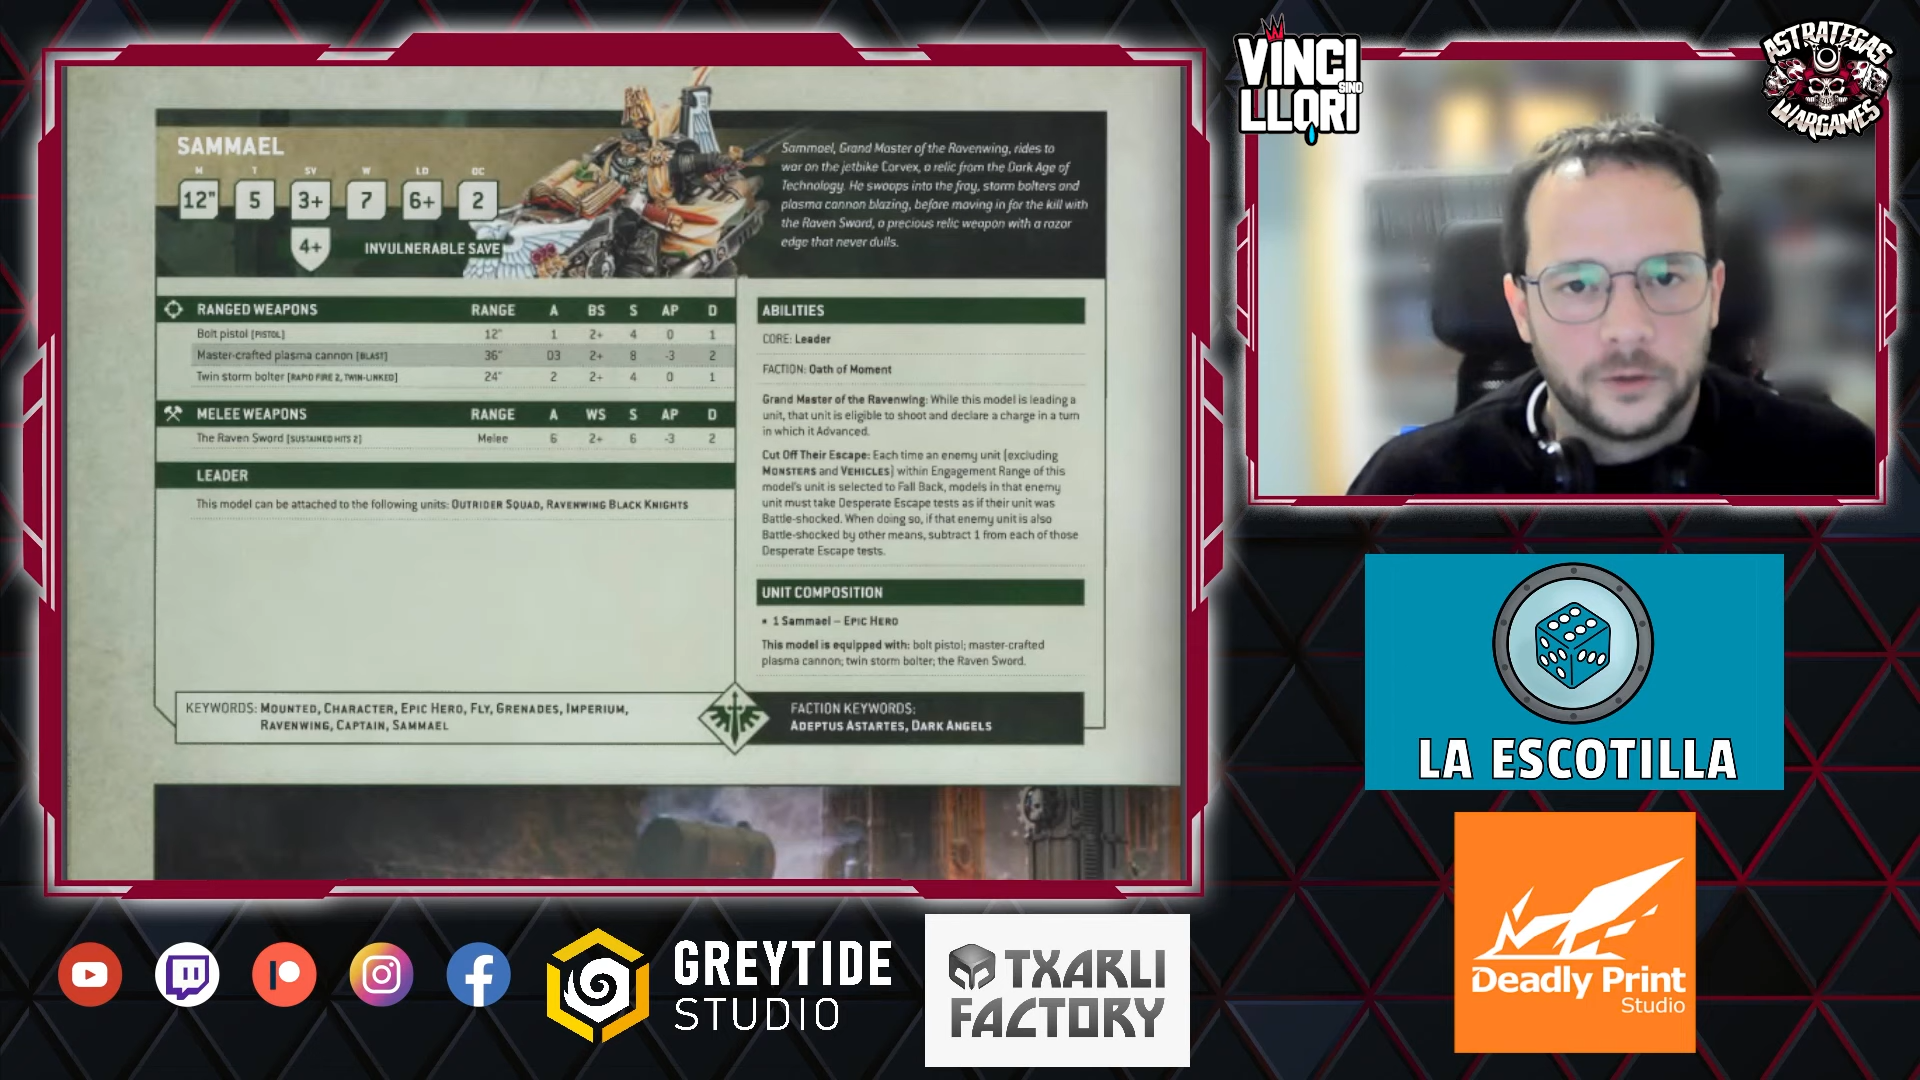 SAMMAEL
M T SV W LD OC
12" 5 3+ 7 6+ 2
4+ INVULNERABLE SAVE
Sammael, Grand Master of the Ravenwing, rides to
war on the jetbike Corvex, a relic from the Dark Age of
Technology. He swoops into the fray, storm bolters and
plasma cannon blazing, before moving in for the kill with
the Raven Sword, a precious relic weapon with a razor
edge that never dulls.
RANGED WEAPONS RANGE A BS S AP D
Bolt pistol [PISTOL] 12" 1 2+ 4 0 1
Master-crafted plasma cannon [BLAST] 36" D3 2+ 8 -3 2
Twin storm bolter [RAPID FIRE 2, TWIN-LINKED] 24" 2 2+ 4 0 1
MELEE WEAPONS RANGE A WS S AP D
The Raven Sword [SUSTAINED HITS 2] Melee 6 2+ 6 -3 2
LEADER
This model can be attached to the following units: OUTRIDER SQUAD, RAVENWING BLACK KNIGHTS
ABILITIES
CORE: Leader
FACTION: Oath of Moment
Grand Master of the Ravenwing: While this model is leading a
unit, that unit is eligible to shoot and declare a charge in a turn
in which it Advanced.
Cut Off Their Escape: Each time an enemy unit (excluding
MONSTERS and VEHICLES) within Engagement Range of this
model's unit is selected to Fall Back, models in that enemy
unit must take Desperate Escape tests as if their unit was
Battle-shocked. When doing so, if that enemy unit is also
Battle-shocked by other means, subtract 1 from each of those
Desperate Escape tests.
UNIT COMPOSITION
• 1 Sammael – EPIC HERO
This model is equipped with: bolt pistol; master-crafted
plasma cannon; twin storm bolter; the Raven Sword.
KEYWORDS: MOUNTED, CHARACTER, EPIC HERO, FLY, GRENADES, IMPERIUM,
RAVENWING, CAPTAIN, SAMMAEL
FACTION KEYWORDS:
ADEPTUS ASTARTES, DARK ANGELS
VINCI
SINO
LLORI
ASTRATEGAS
WARGAMES
LA ESCOTILLA
Deadly Print
Studio
GREYTIDE
STUDIO
TXARLI
FACTORY